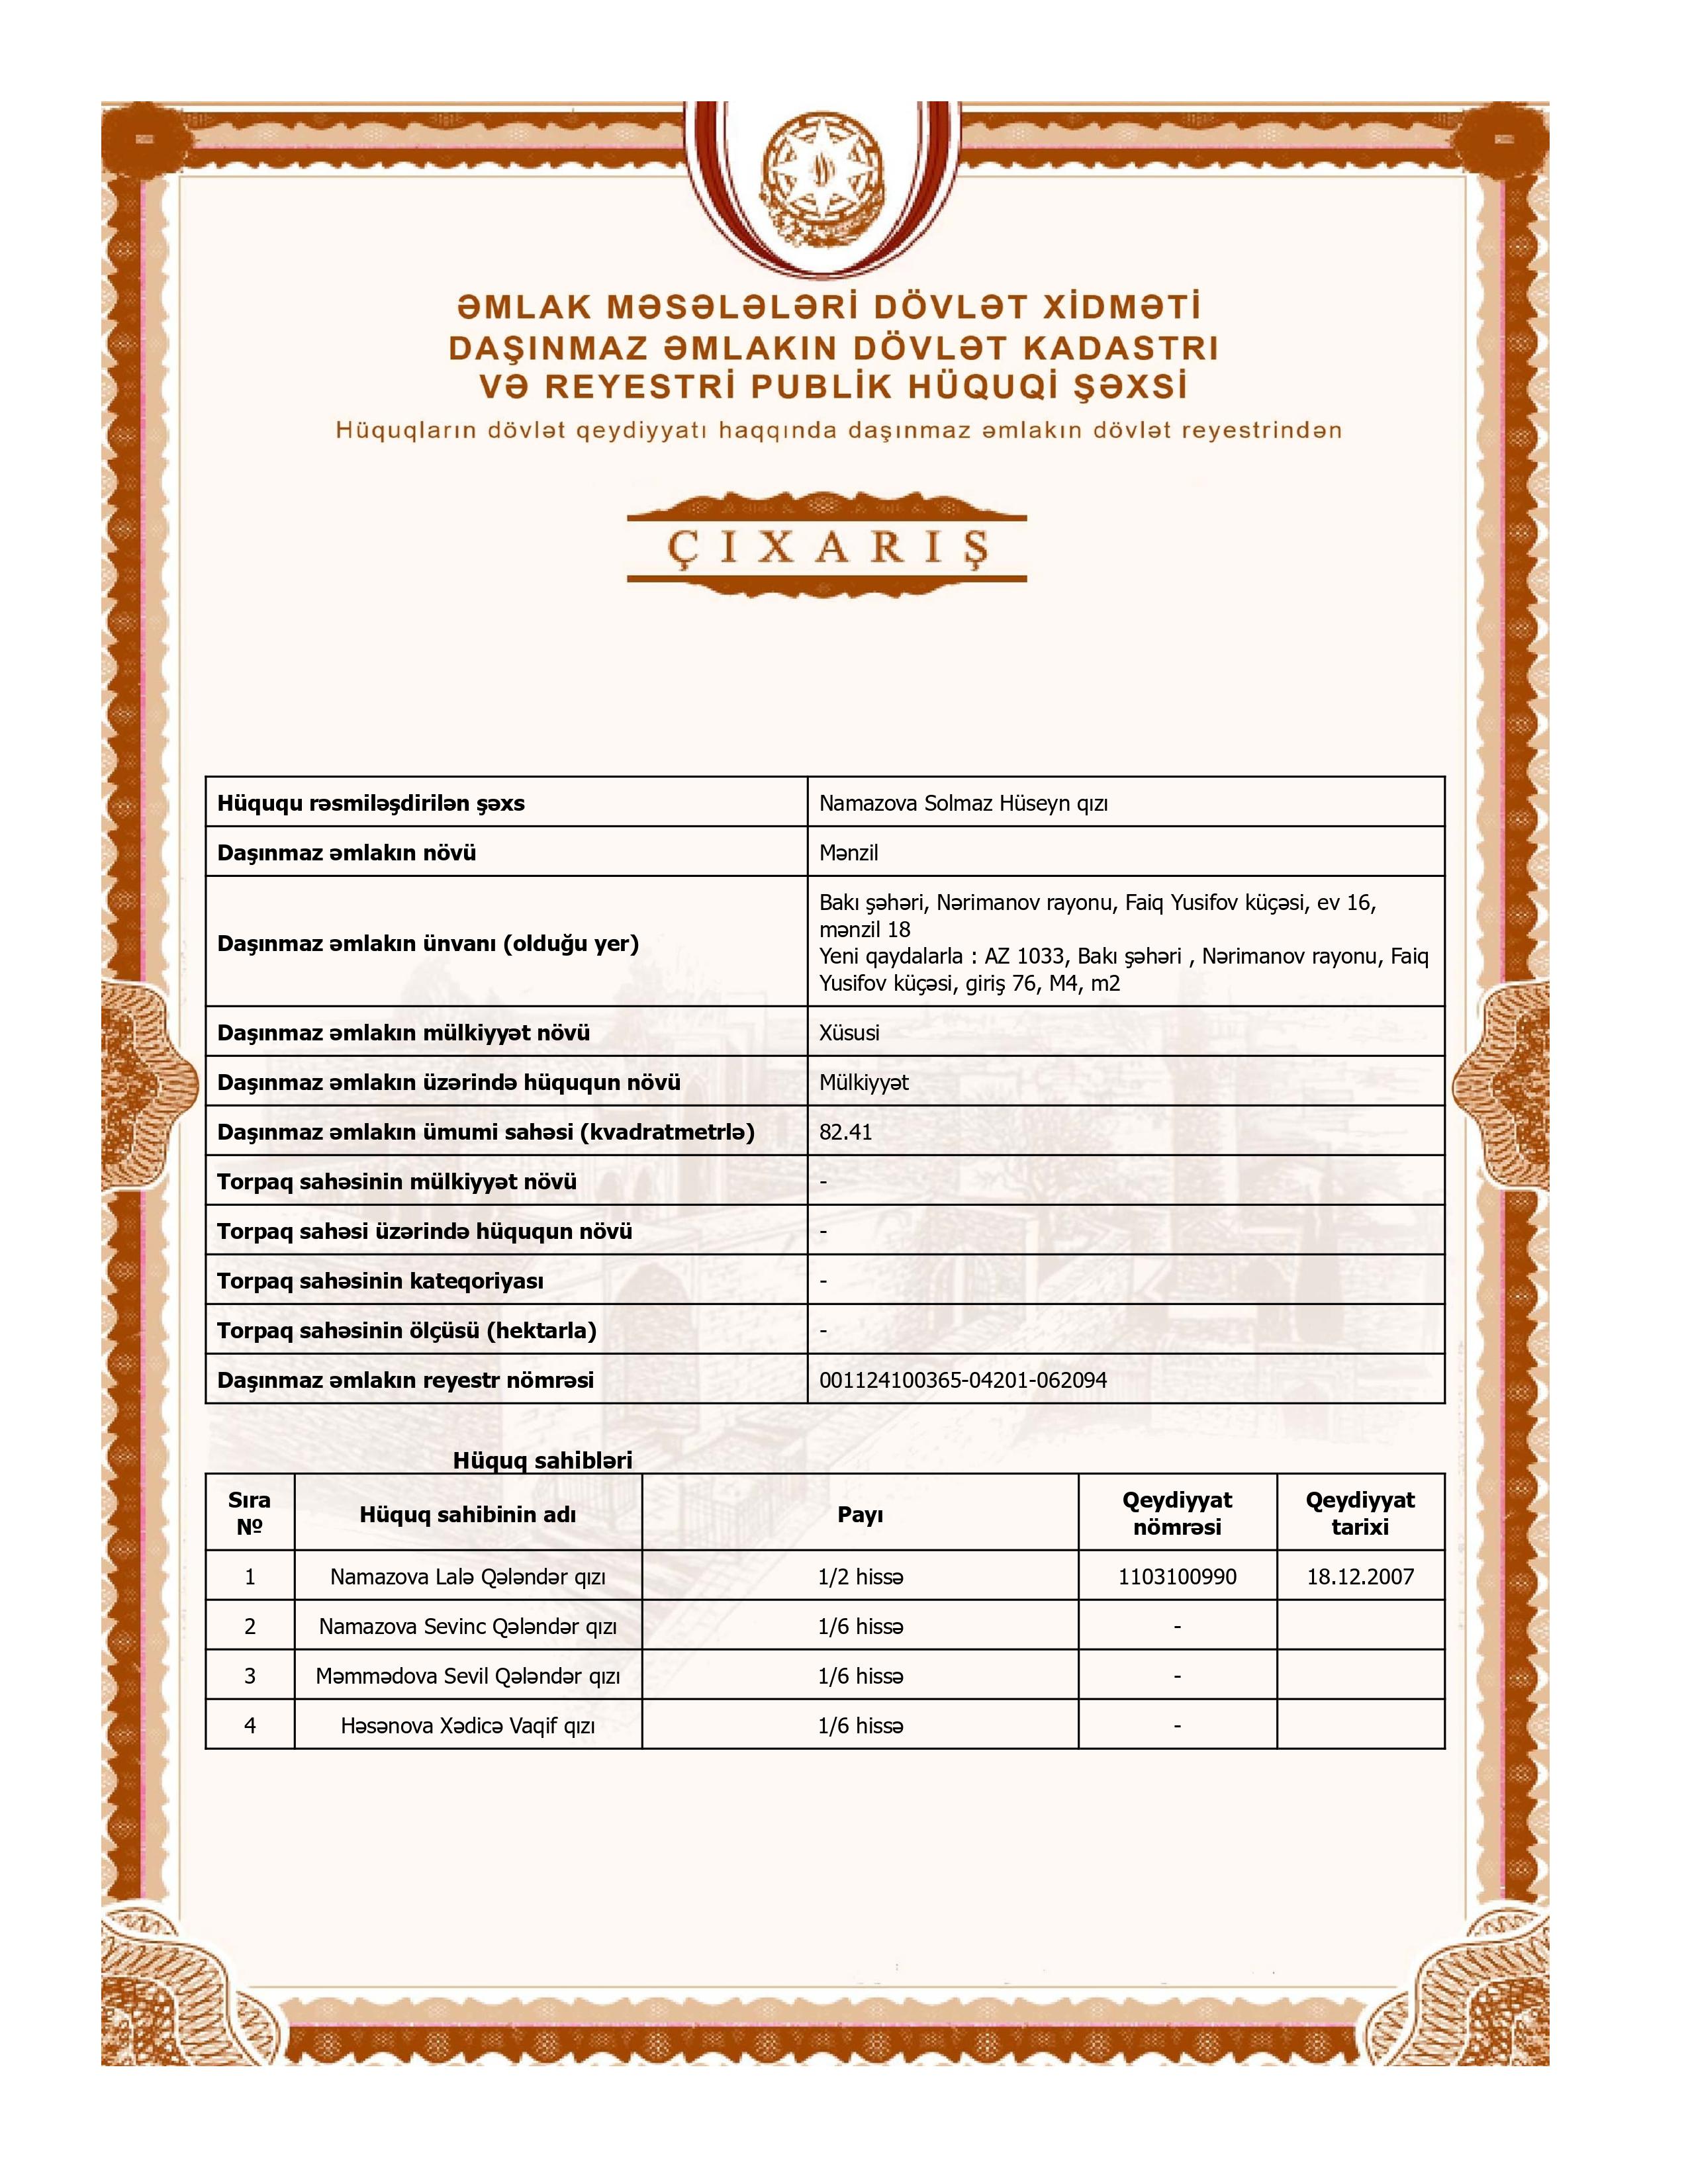 ƏMLAK MƏSƏLƏLƏRİ DÖVLƏT XİDMƏTİ
DAŞINMAZ ƏMLAKIN DÖVLƏT KADASTRI
VƏ REYESTRİ PUBLİK HÜQUQİ ŞƏXSİ
Hüquqların dövlət qeydiyyatı haqqında daşınmaz əmlakın dövlət reyestrindən
ÇIXARIŞ
Hüququ rəsmiləşdirilən şəxs Namazova Solmaz Hüseyn qızı
Daşınmaz əmlakın növü Mənzil
Daşınmaz əmlakın ünvanı (olduğu yer) Bakı şəhəri, Nərimanov rayonu, Faiq Yusifov küçəsi, ev 16,
mənzil 18
Yeni qaydalarla : AZ 1033, Bakı şəhəri , Nərimanov rayonu, Faiq
Yusifov küçəsi, giriş 76, M4, m2
Daşınmaz əmlakın mülkiyyət növü Xüsusi
Daşınmaz əmlakın üzərində hüququn növü Mülkiyyət
Daşınmaz əmlakın ümumi sahəsi (kvadratmetrlə) 82.41
Torpaq sahəsinin mülkiyyət növü -
Torpaq sahəsi üzərində hüququn növü -
Torpaq sahəsinin kateqoriyası -
Torpaq sahəsinin ölçüsü (hektarla) -
Daşınmaz əmlakın reyestr nömrəsi 001124100365-04201-062094
Hüquq sahibləri
Sıra № Hüquq sahibinin adı Payı Qeydiyyat nömrəsi Qeydiyyat tarixi
1 Namazova Lalə Qələndər qızı 1/2 hissə 1103100990 18.12.2007
2 Namazova Sevinc Qələndər qızı 1/6 hissə -
3 Məmmədova Sevil Qələndər qızı 1/6 hissə -
4 Həsənova Xədicə Vaqif qızı 1/6 hissə -